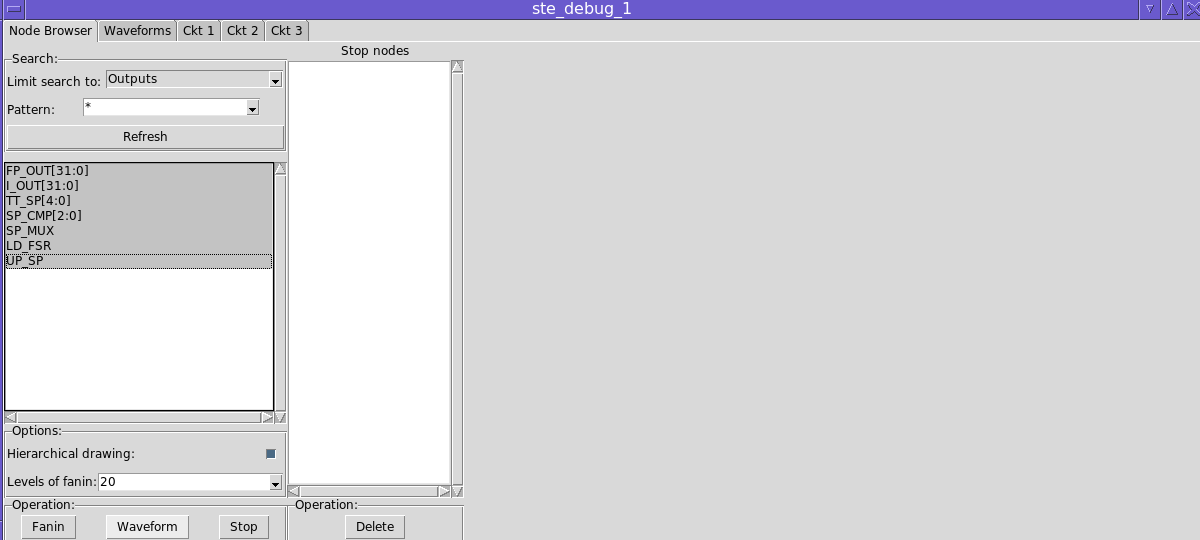 ste_debug_1
Node Browser Waveforms Ckt 1 Ckt 2 Ckt 3
Search:
Limit search to: Outputs
Pattern: *
Refresh
FP_OUT[31:0]
I_OUT[31:0]
TT_SP[4:0]
SP_CMP[2:0]
SP_MUX
LD_FSR
UP_SP
Options:
Hierarchical drawing:
Levels of fanin: 20
Operation:
Fanin Waveform Stop
Stop nodes
Operation:
Delete